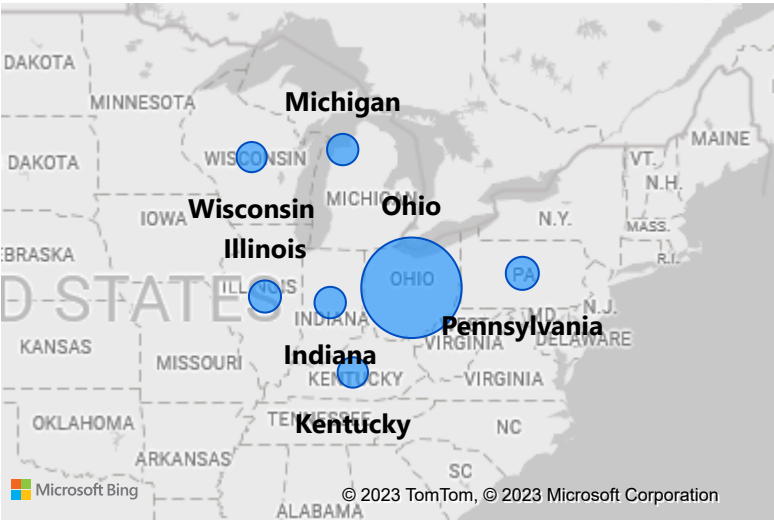 DAKOTA
MINNESOTA
Michigan
MAINE
WISCONSIN
VT.
DAKOTA
N.H.
MICHIGAN
Ohio
Wisconsin
IOWA
N.Y.
MASS.
Illinois
EBRASKA
R.I.
OHIO
PA
ILLINOIS
D STATES
INDIANA
MD
N.J.
WEST
VIRGINIA
Pennsylvania
DELAWARE
KANSAS
Indiana
MISSOURI
KENTUCKY
VIRGINIA
OKLAHOMA
TENNESSEE
Kentucky
NC
ARKANSAS
SC
Microsoft Bing
© 2023 TomTom, © 2023 Microsoft Corporation
ALABAMA